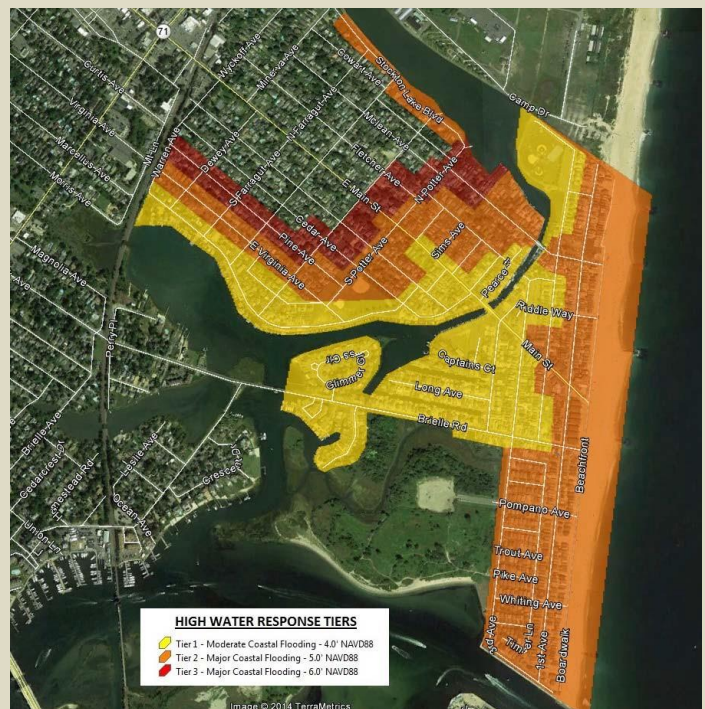 71
Wyckoff Ave
Minerva Ave
Curtis Ave
Virginia Ave
Marcellus Ave
Morris Ave
Warren Ave
Dewey Ave
N Farragut Ave
S Farragut Ave
Cowart Ave
Mclean Ave
Stockton Lake Blvd
Camp Dr
Fletcher Ave
E Main St
N Potter Ave
Cedar Ave
Pine Ave
S Potter Ave
Sims Ave
E Virginia Ave
Magnolia Ave
Perry Pl
Riddle Way
Main St
Captains Ct
Long Ave
Brielle Rd
Beachfront
Brielle Ave
Leslie Ave
Ocean Ave
Union Ln
Pompano Ave
Trout Ave
Pike Ave
Whiting Ave
1st Ave
Boardwalk
HIGH WATER RESPONSE TIERS
Tier 1 - Moderate Coastal Flooding - 4.0' NAVD88
Tier 2 - Major Coastal Flooding - 5.0' NAVD88
Tier 3 - Major Coastal Flooding - 6.0' NAVD88
Image © 2014 TerraMetrics